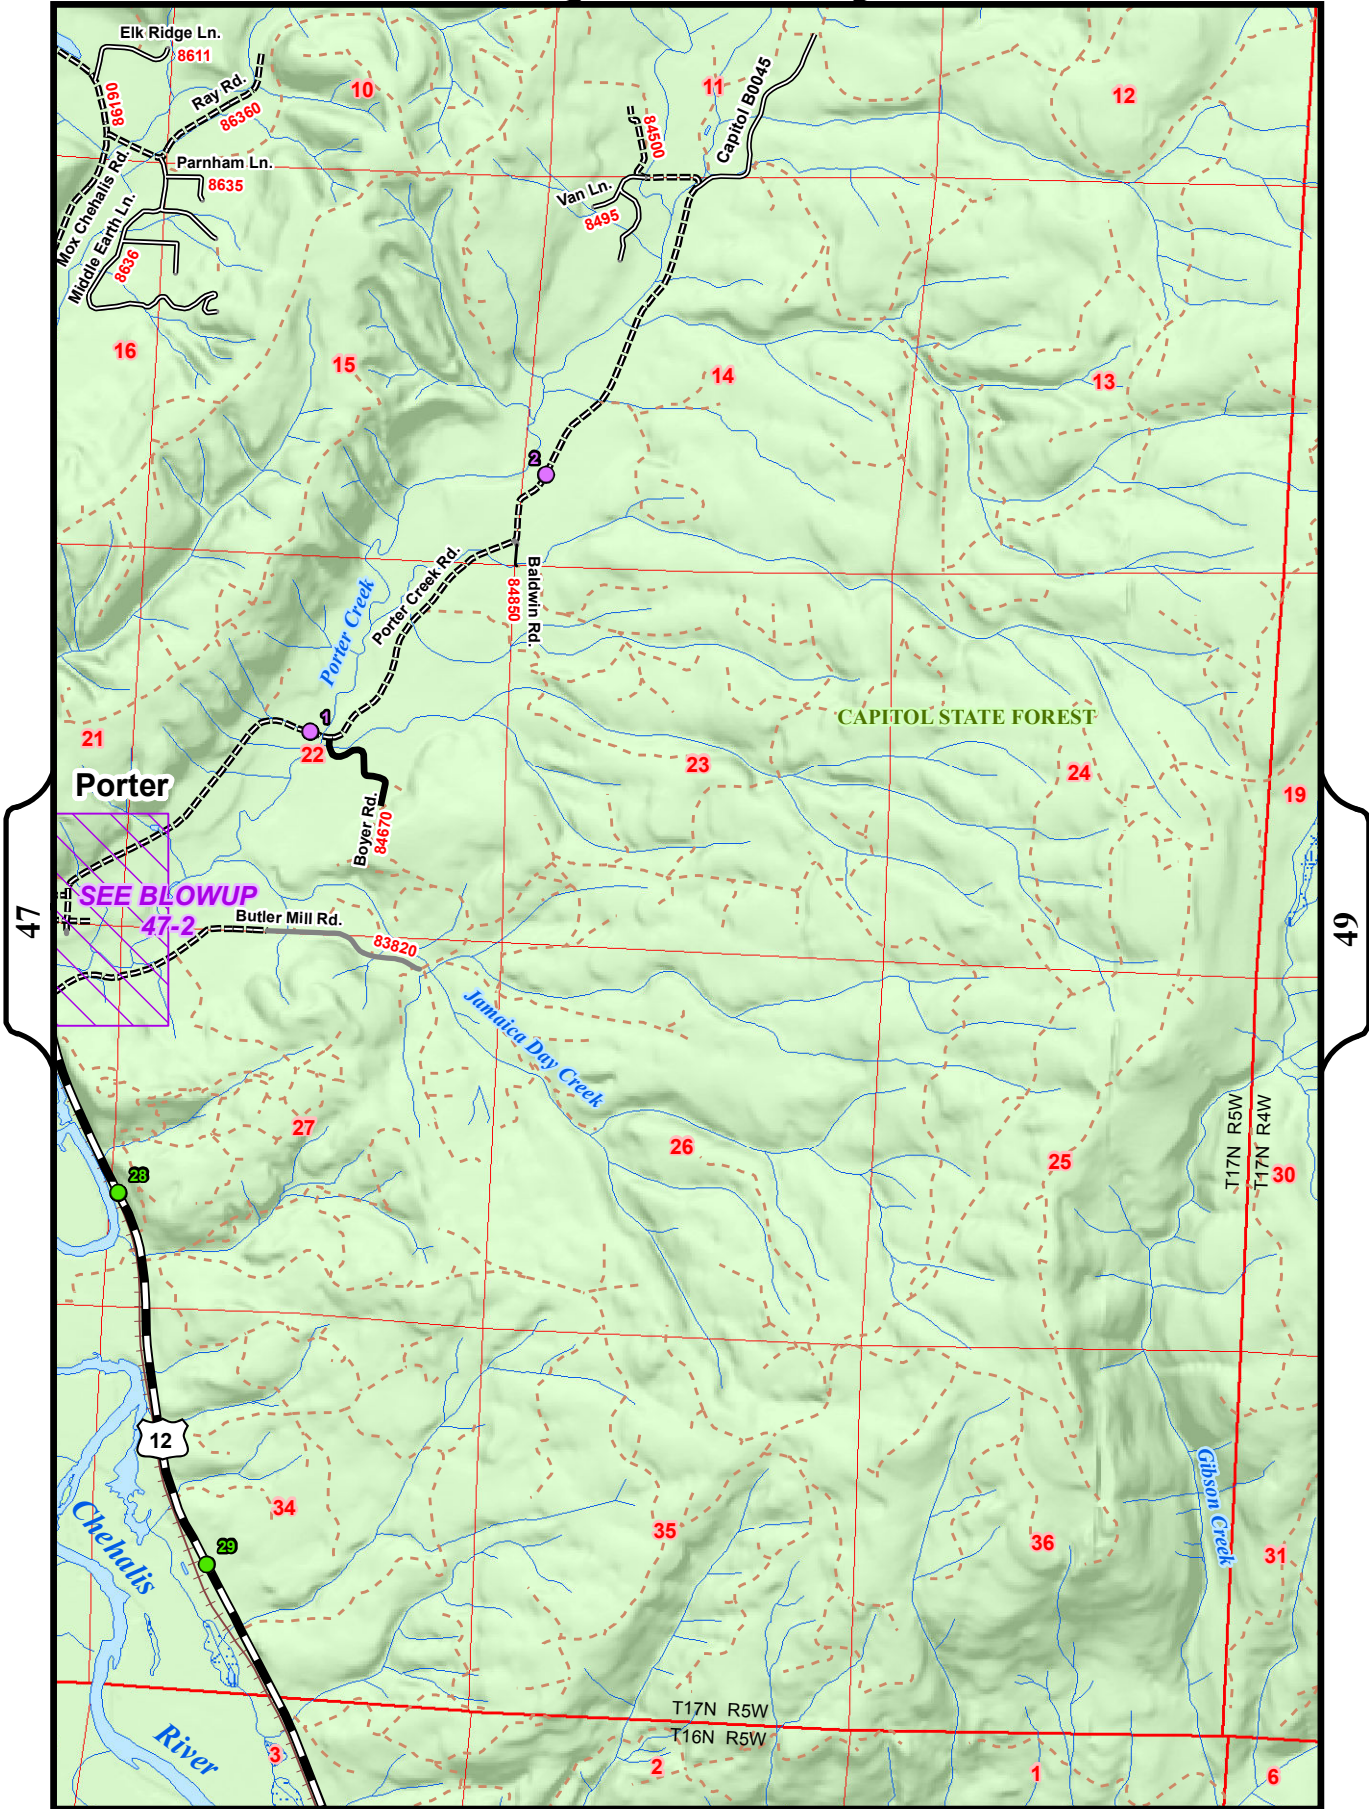 Elk Ridge Ln.
8611
86190
Ray Rd.
86360
10
11
Capitol B0045
12
84500
Parnham Ln.
8635
Mox Chehalis Rd.
Middle Earth Ln.
8636
Van Ln.
8495
16
15
14
13
2
Porter Creek Rd.
Porter Creek
Baldwin Rd.
84850
1
21
22
CAPITOL STATE FOREST
23
24
19
Porter
Boyer Rd.
84670
SEE BLOWUP
47-2
47
49
Butler Mill Rd.
83820
Jamaica Day Creek
27
26
25
T17N R5W
T17N R4W
30
28
12
Chehalis
River
34
29
35
36
Gibson Creek
31
T17N R5W
T16N R5W
3
2
1
6